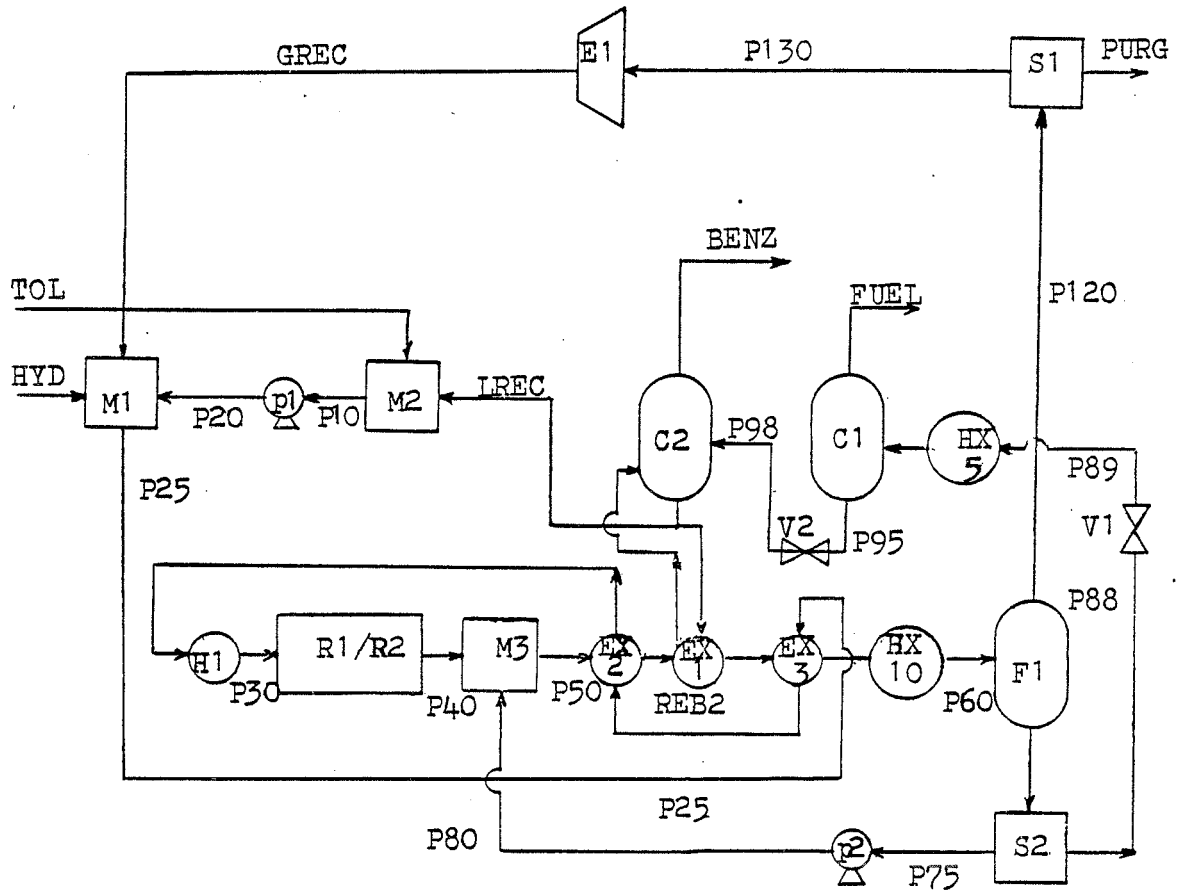 GREC
E1
P130
S1
PURG
BENZ
TOL
FUEL
P120
HYD
M1
P20
p1
P10
M2
LREC
C2
P98
C1
HX
5
P89
P25
V2
P95
V1
P88
H1
P30
R1/R2
P40
M3
P50
EX
2
EX
1
REB2
EX
3
HX
10
P60
F1
P25
P80
p2
P75
S2